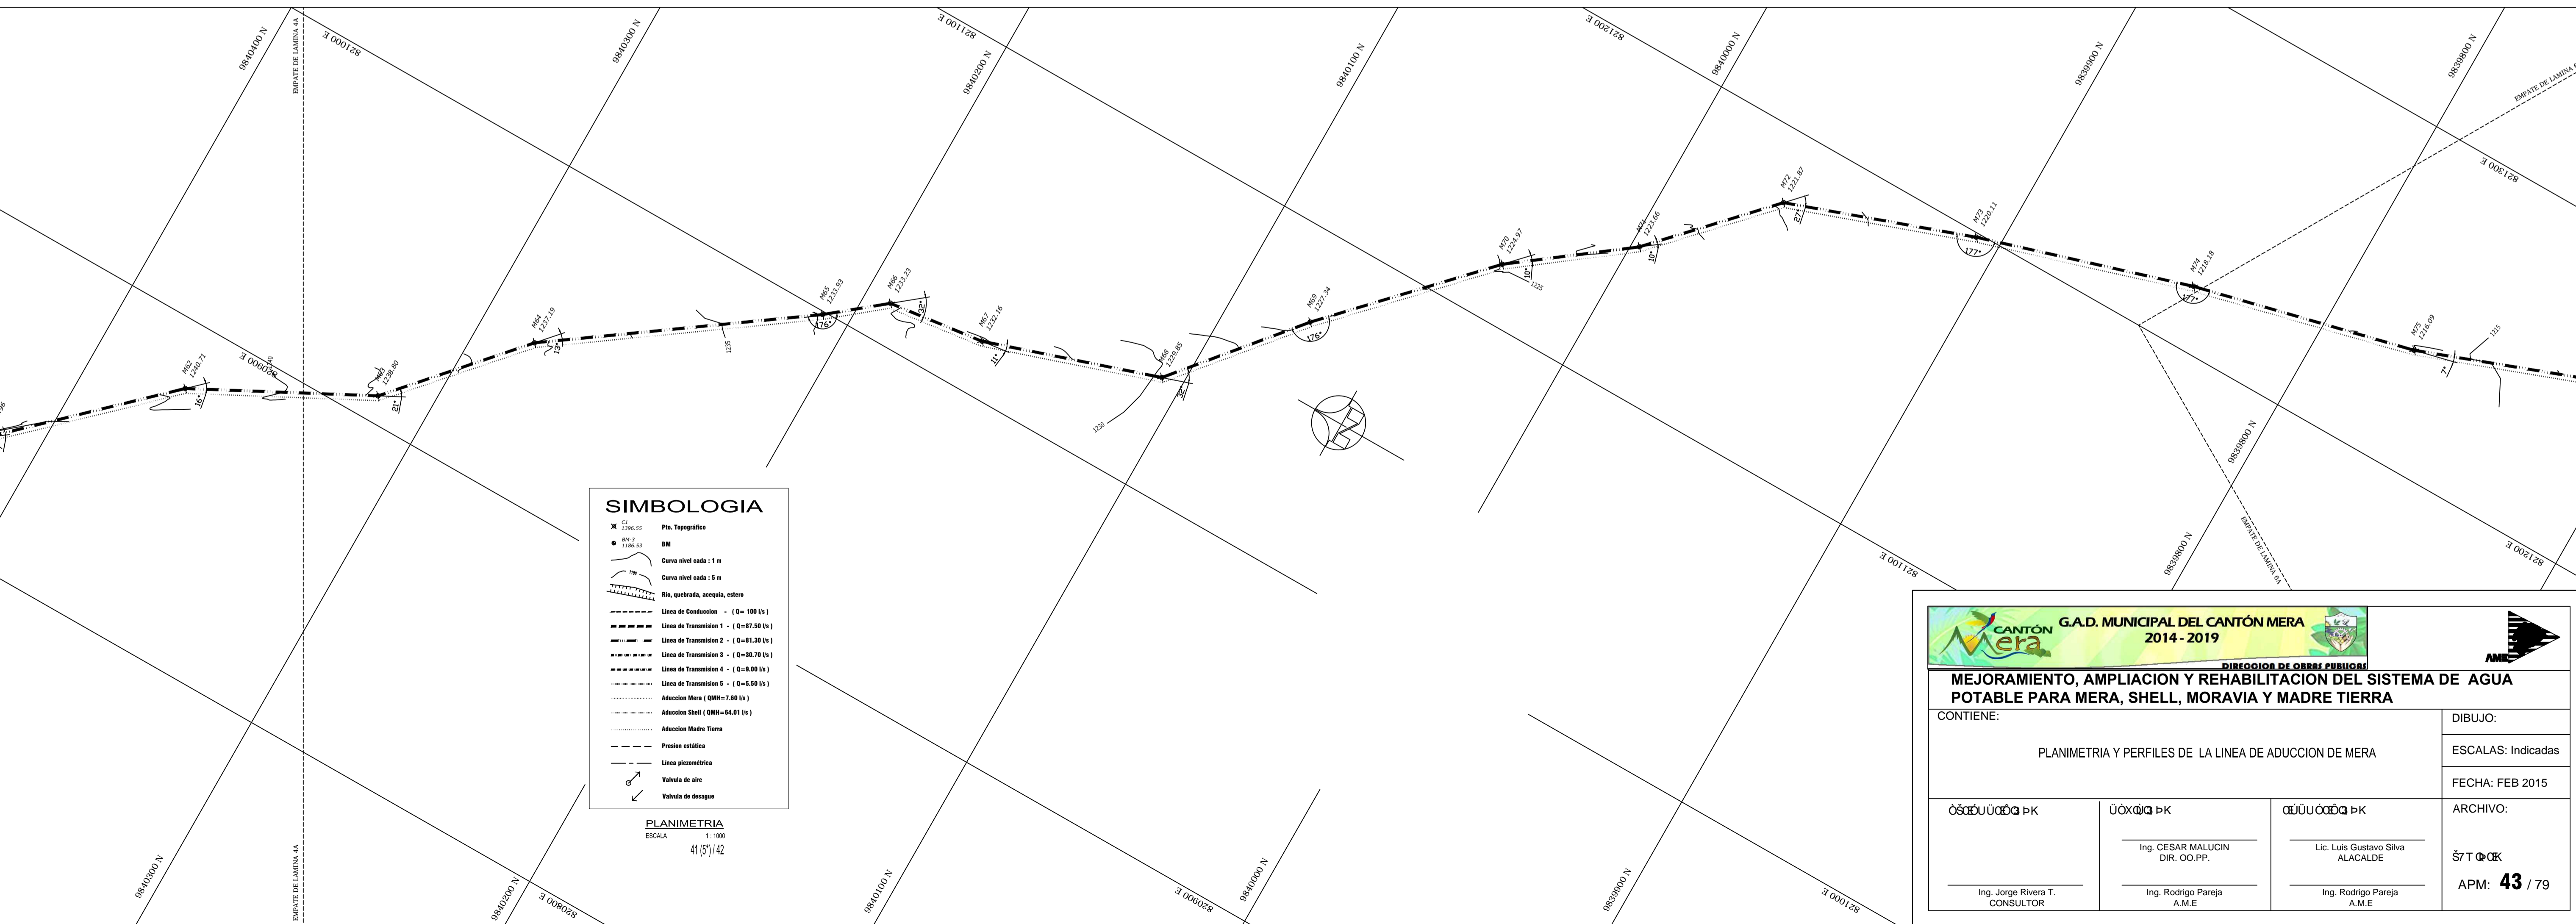 9840400 N
EMPATE DE LAMINA 4A
821000 E
9840300 N
821100 E
9840200 N
9840100 N
821200 E
9840000 N
9839900 N
9839800 N
821300 E
M62
1240.71
16°
820900 E
1238.80
21°
M64
1237.19
13°
1235
M65
1233.93
176°
M66
1233.23
32°
M67
1232.16
11°
M68
1229.85
32°
1230
M69
1227.34
176°
M70
1224.97
10°
1225
M71
1223.66
10°
M72
1221.87
27°
M73
1220.11
177°
M74
1218.18
177°
M75
1216.09
7°
1215
9839800 N
EMPATE DE LAMINA 6A
821200 E
821100 E
9839800 N
SIMBOLOGIA
C1
1396.55
Pto. Topográfico
BM-3
1186.53
BM
Curva nivel cada : 1 m
Curva nivel cada : 5 m
Rio, quebrada, acequia, estero
Linea de Conduccion - ( Q= 100 l/s )
Linea de Transmision 1 - ( Q=87.50 l/s )
Linea de Transmision 2 - ( Q=81.30 l/s )
Linea de Transmision 3 - ( Q=30.70 l/s )
Linea de Transmision 4 - ( Q=9.00 l/s )
Linea de Transmision 5 - ( Q=5.50 l/s )
Aduccion Mera ( QMH=7.80 l/s )
Aduccion Shell ( QMH=64.01 l/s )
Aduccion Madre Tierra
Presion estática
Linea piezométrica
Valvula de aire
Valvula de desague
PLANIMETRIA
ESCALA 1 : 1000
41 (5*) / 42
9840300 N
EMPATE DE LAMINA 4A
9840200 N
820800 E
9840100 N
820900 E
9840000 N
9839900 N
821000 E
CANTÓN
Mera
G.A.D. MUNICIPAL DEL CANTÓN MERA
2014 - 2019
DIRECCION DE OBRAS PUBLICAS
AME
MEJORAMIENTO, AMPLIACION Y REHABILITACION DEL SISTEMA DE AGUA
POTABLE PARA MERA, SHELL, MORAVIA Y MADRE TIERRA
CONTIENE:
PLANIMETRIA Y PERFILES DE LA LINEA DE ADUCCION DE MERA
DIBUJO:
ESCALAS: Indicadas
FECHA: FEB 2015
ARCHIVO:
APM: 43 / 79
Ing. Jorge Rivera T.
CONSULTOR
Ing. CESAR MALUCIN
DIR. OO.PP.
Ing. Rodrigo Pareja
A.M.E
Lic. Luis Gustavo Silva
ALACALDE
Ing. Rodrigo Pareja
A.M.E